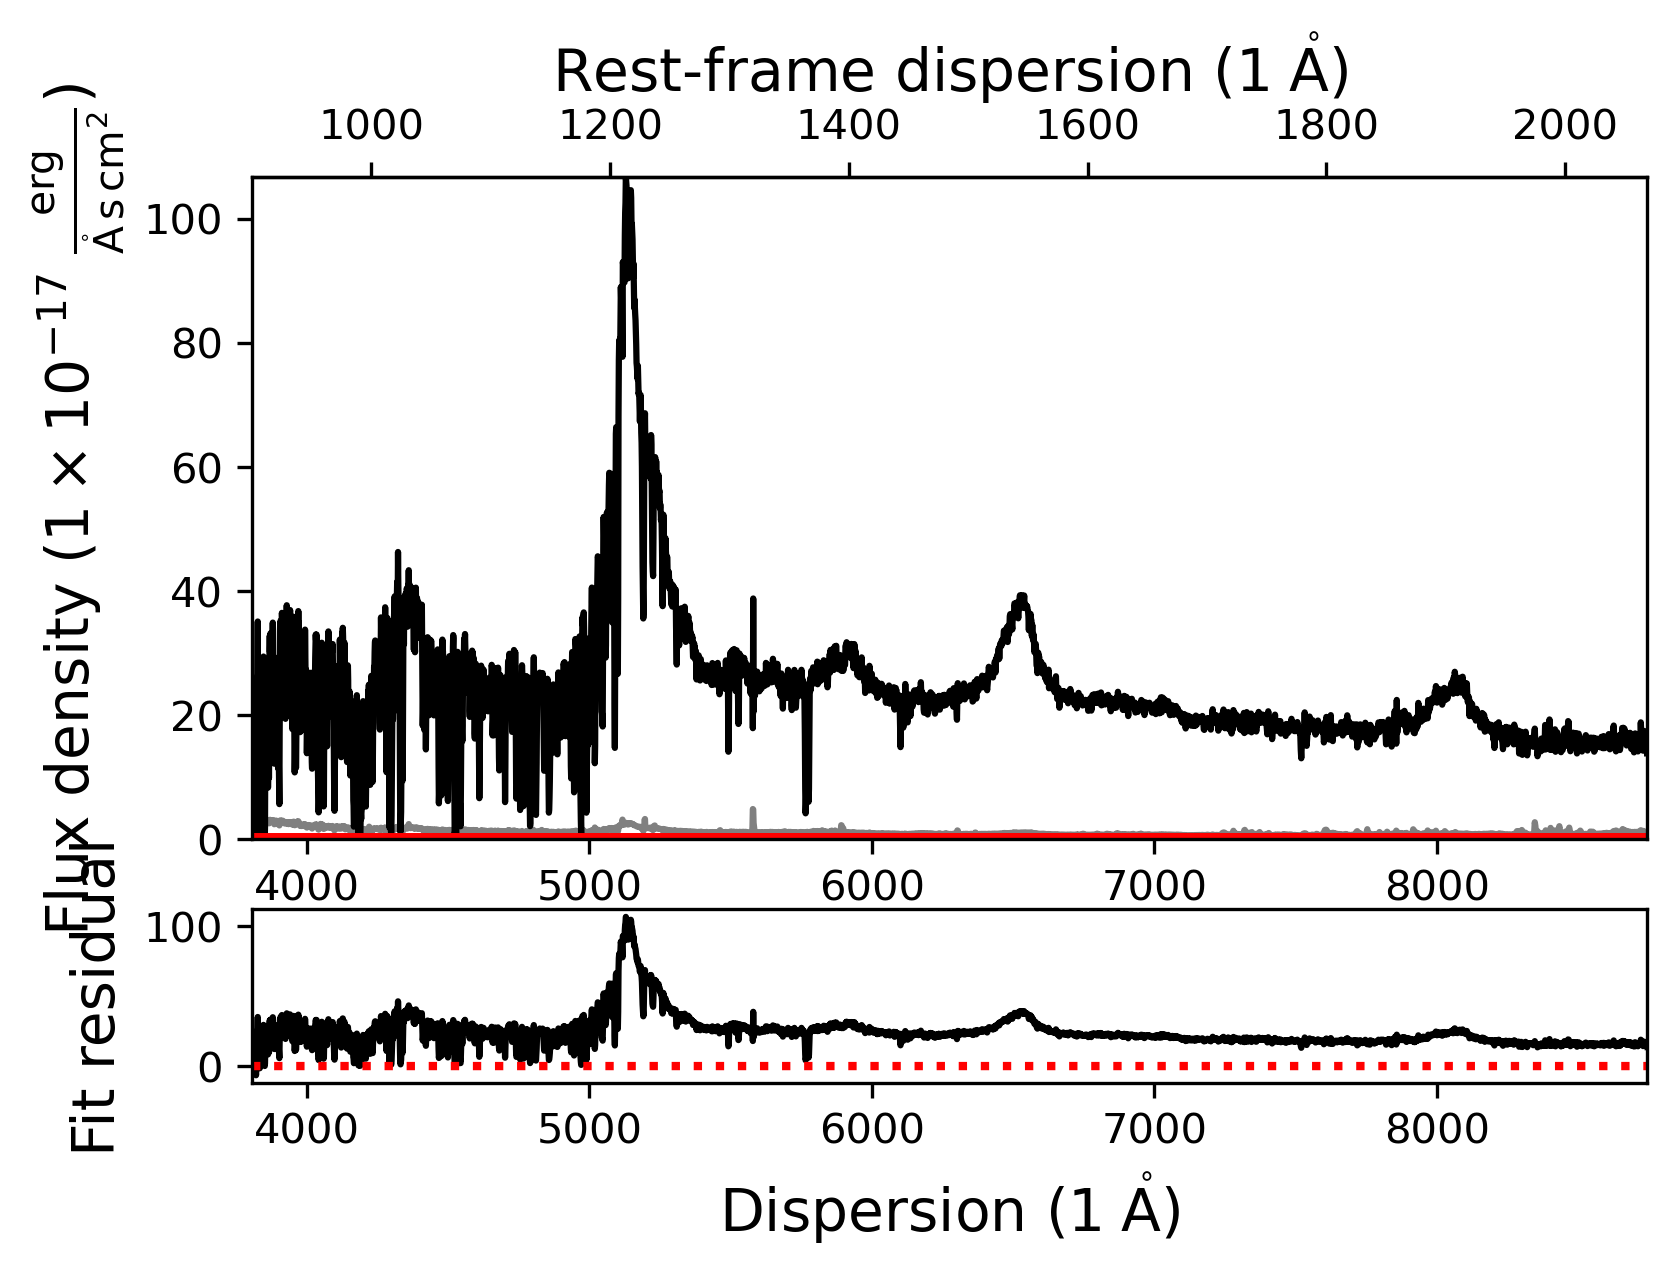 Rest-frame dispersion (1 Å)
1000 1200 1400 1600 1800 2000
Flux density (1 × 10⁻¹⁷ erg / Å s cm²)
100
80
60
40
20
0
4000 5000 6000 7000 8000
Fit residual
100
0
4000 5000 6000 7000 8000
Dispersion (1 Å)